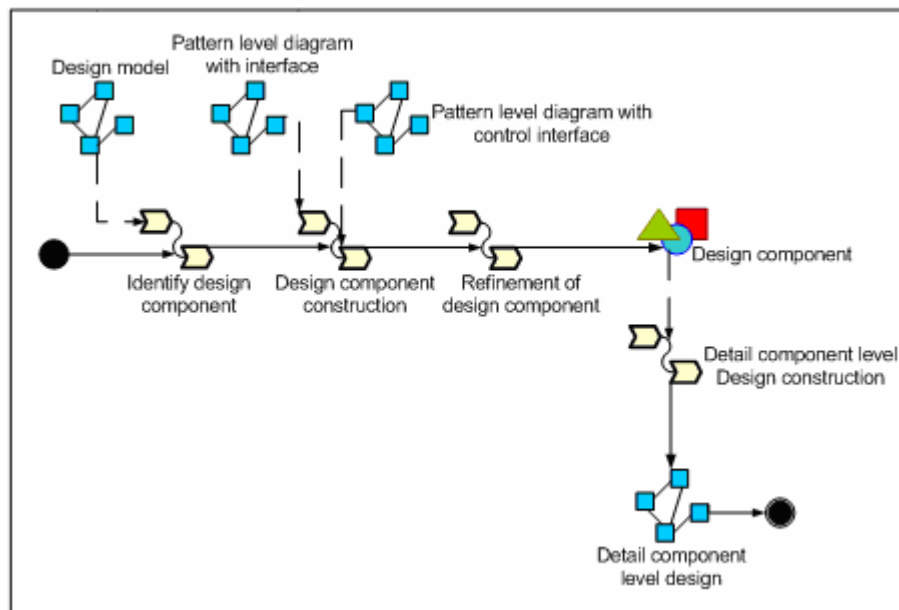 Design model
Pattern level diagram
with interface
Pattern level diagram with
control interface
Identify design
component
Design component
construction
Refinement of
design component
Design component
Detail component level
Design construction
Detail component
level design